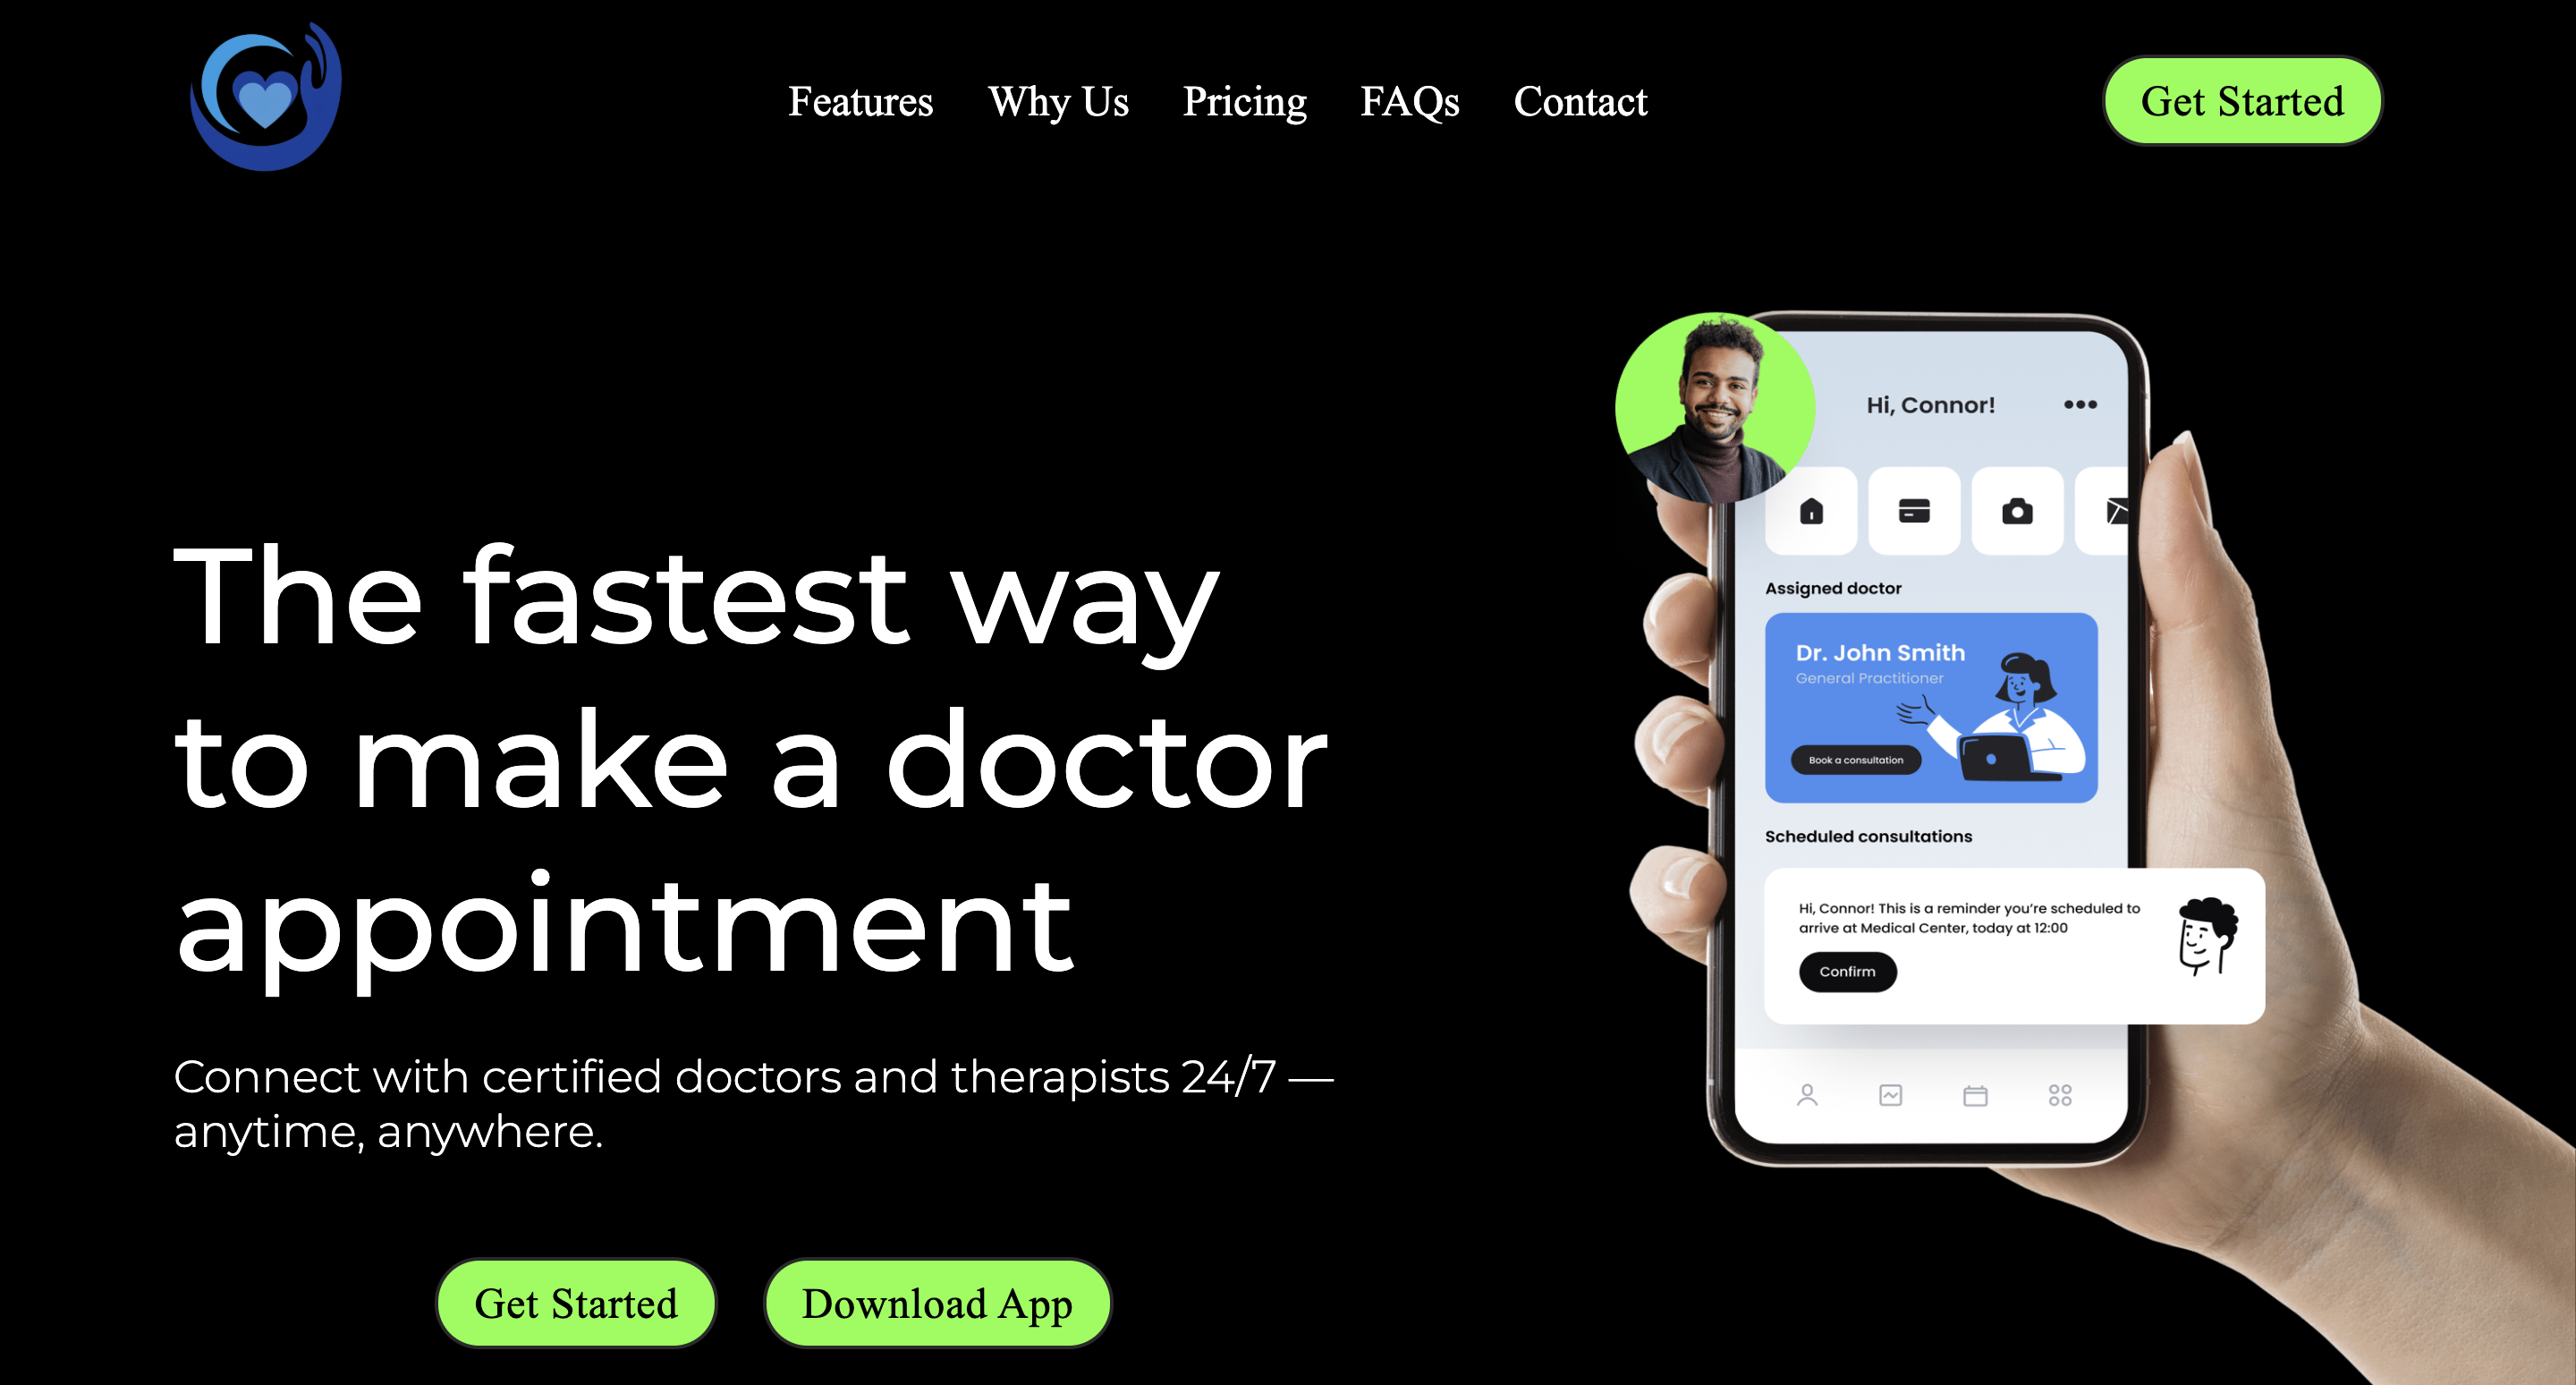 Features Why Us Pricing FAQs Contact
Get Started
The fastest way
to make a doctor
appointment
Connect with certified doctors and therapists 24/7 —
anytime, anywhere.
Get Started
Download App
Hi, Connor!
Assigned doctor
Dr. John Smith
General Practitioner
Book a consultation
Scheduled consultations
Hi, Connor! This is a reminder you’re scheduled to
arrive at Medical Center, today at 12:00
Confirm